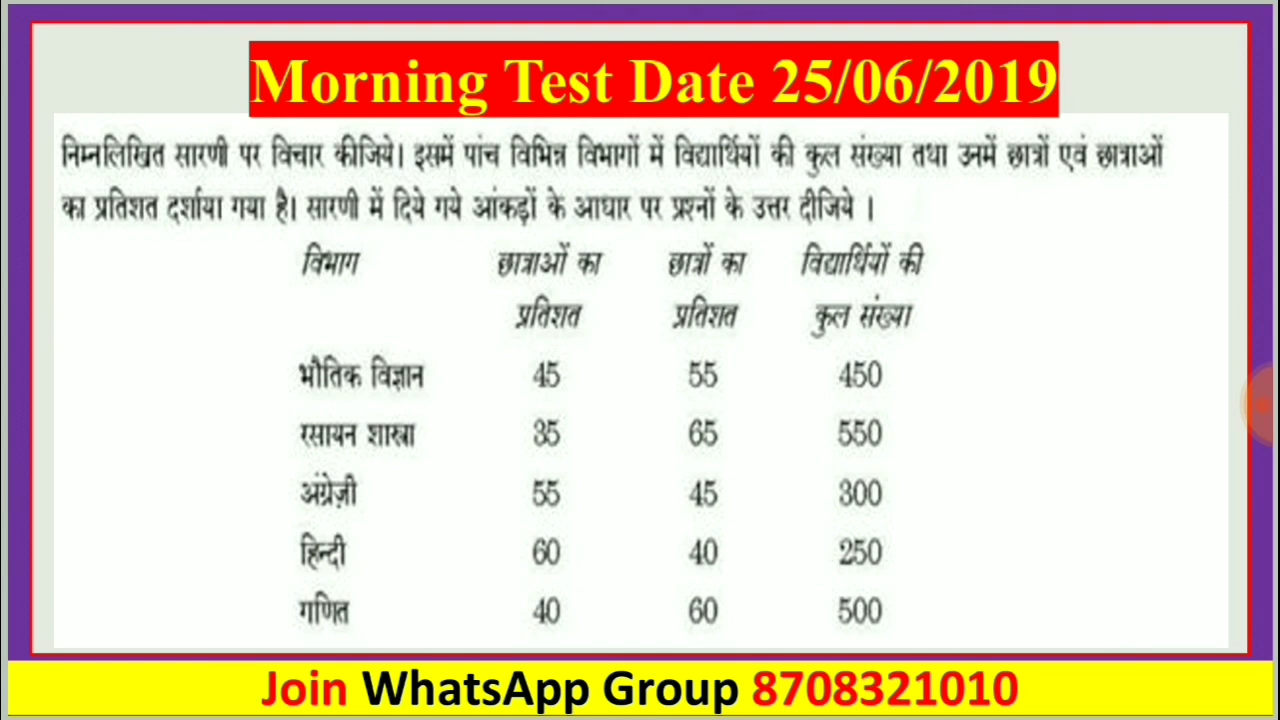 Morning Test Date 25/06/2019
निम्नलिखित सारणी पर विचार कीजिये। इसमें पांच विभिन्न विभागों में विद्यार्थियों की कुल संख्या तथा उनमें छात्रों एवं छात्राओं
का प्रतिशत दर्शाया गया है। सारणी में दिये गये आंकड़ों के आधार पर प्रश्नों के उत्तर दीजिये ।
विभाग छात्राओं का छात्रों का विद्यार्थियों की
प्रतिशत प्रतिशत कुल संख्या
भौतिक विज्ञान 45 55 450
रसायन शास्त्रा 35 65 550
अंग्रेज़ी 55 45 300
हिन्दी 60 40 250
गणित 40 60 500
Join WhatsApp Group 8708321010